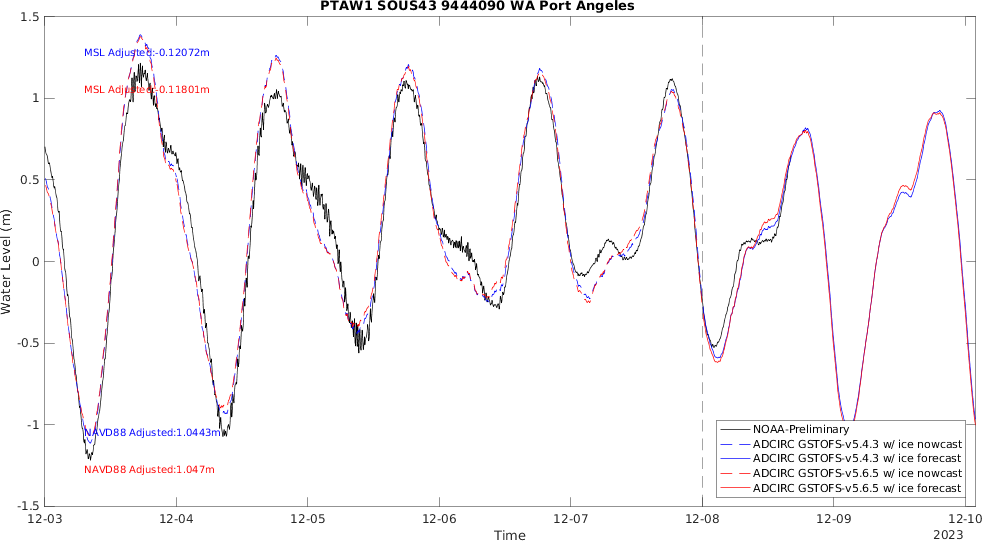 PTAW1 SOUS43 9444090 WA Port Angeles
1.5
MSL Adjusted:-0.12072m
MSL Adjusted:-0.11801m
1
0.5
0
-0.5
-1
-1.5
Water Level (m)
NAVD88 Adjusted:1.0443m
NAVD88 Adjusted:1.047m
NOAA-Preliminary
ADCIRC GSTOFS-v5.4.3 w/ ice nowcast
ADCIRC GSTOFS-v5.4.3 w/ ice forecast
ADCIRC GSTOFS-v5.6.5 w/ ice nowcast
ADCIRC GSTOFS-v5.6.5 w/ ice forecast
12-03 12-04 12-05 12-06 12-07 12-08 12-09 12-10
Time
2023